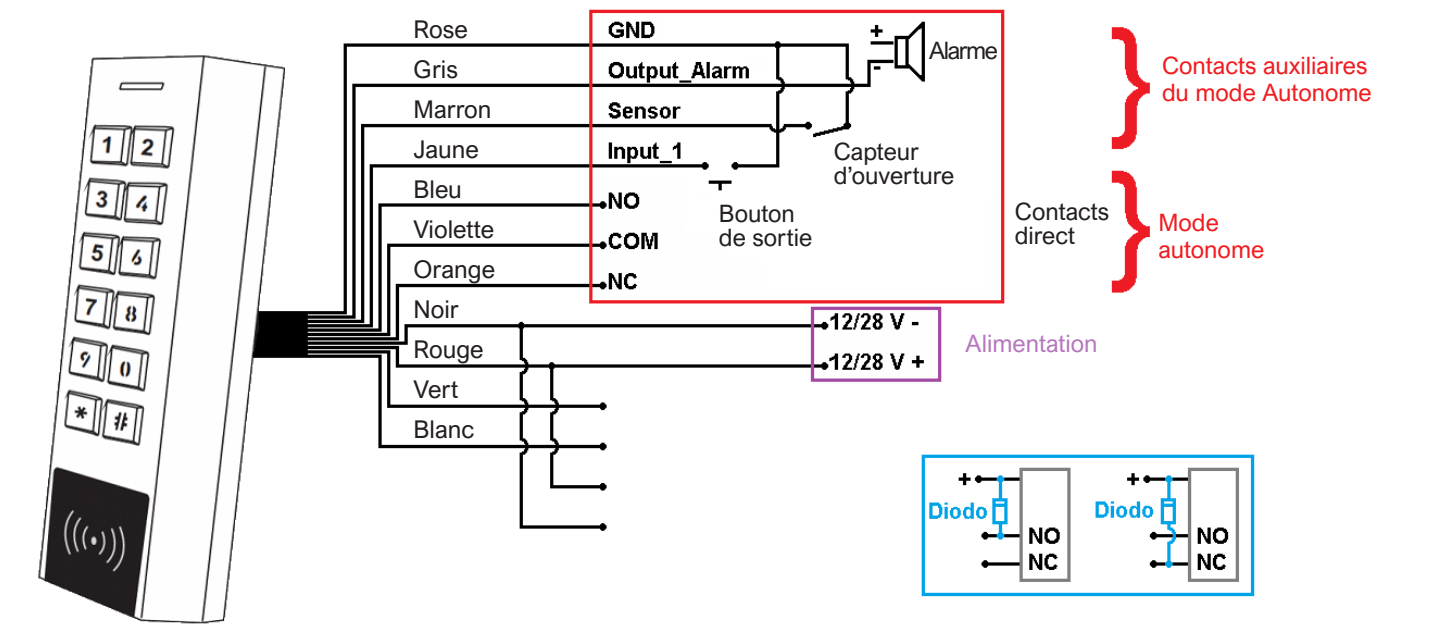 Rose
GND
+
-
Alarme
Gris
Output_Alarm
Contacts auxiliaires
du mode Autonome
Marron
Sensor
Capteur
d'ouverture
Jaune
Input_1
Bouton
de sortie
Bleu
NO
Contacts
direct
Mode
autonome
Violette
COM
Orange
NC
Noir
12/28 V -
Alimentation
Rouge
12/28 V +
Vert
Blanc
1 2
3 4
5 6
7 8
9 0
* #
+
Diodo
NO
NC
+
Diodo
NO
NC